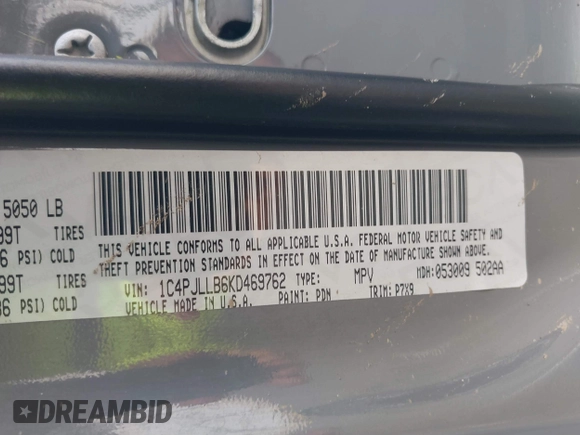 5050 LB
99T TIRES
6 PSI) COLD
99T TIRES
36 PSI) COLD
THIS VEHICLE CONFORMS TO ALL APPLICABLE U.S.A. FEDERAL MOTOR VEHICLE SAFETY AND
THEFT PREVENTION STANDARDS IN EFFECT ON THE DATE OF MANUFACTURE SHOWN ABOVE.
VIN: 1C4PJLLB6KD469762 TYPE: MPV MDH: 053009 502AA
VEHICLE MADE IN U.S.A. PAINT: PDN TRIM: P7X9
DREAMBID